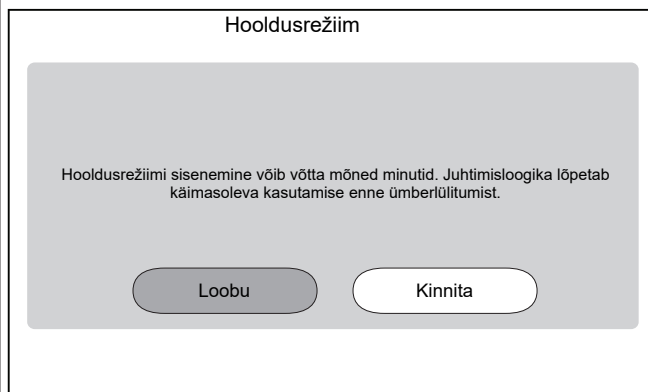 Hooldusrežiim
Hooldusrežiimi sisenemine võib võtta mõned minutid. Juhtimisloogika lõpetab
käimasoleva kasutamise enne ümberlülitumist.
Loobu
Kinnita